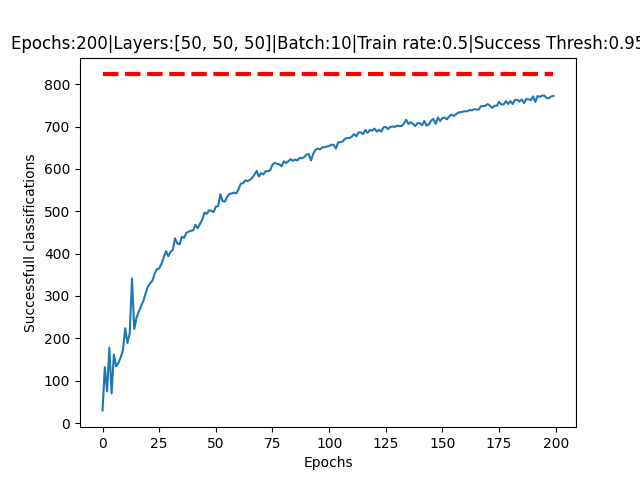 Epochs:200|Layers:[50, 50, 50]|Batch:10|Train rate:0.5|Success Thresh:0.95
800
700
600
500
400
300
200
100
0
Successfull classifications
0 25 50 75 100 125 150 175 200
Epochs